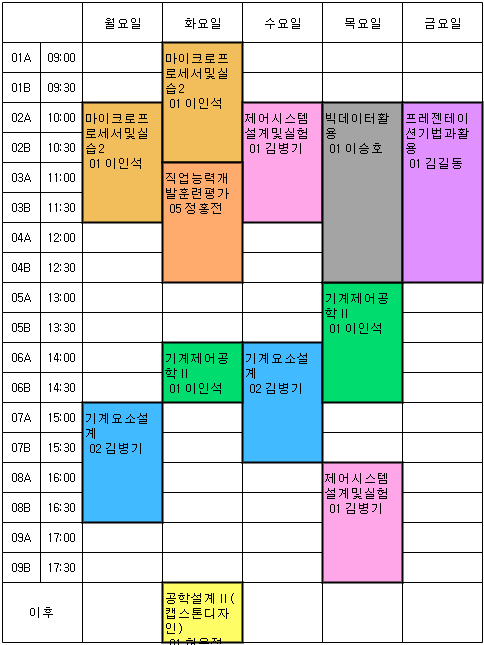 월요일 화요일 수요일 목요일 금요일
01A 09:00
마이크로프
로세서및실
습2
01 이인석
01B 09:30
02A 10:00
마이크로프
로세서및실
습2
01 이인석
제어시스템
설계및실험
01 김병기
빅데이터활
용
01 이승호
프레젠테이
션기법과활
용
01 김길동
02B 10:30
03A 11:00
직업능력개
발훈련평가
05 정홍전
03B 11:30
04A 12:00
04B 12:30
05A 13:00
기계제어공
학Ⅱ
01 이인석
05B 13:30
06A 14:00
기계제어공
학Ⅱ
01 이인석
기계요소설
계
02 김병기
06B 14:30
07A 15:00
기계요소설
계
02 김병기
07B 15:30
08A 16:00
제어시스템
설계및실험
01 김병기
08B 16:30
09A 17:00
09B 17:30
이후
공학설계Ⅱ(
캡스톤디자
인)
01